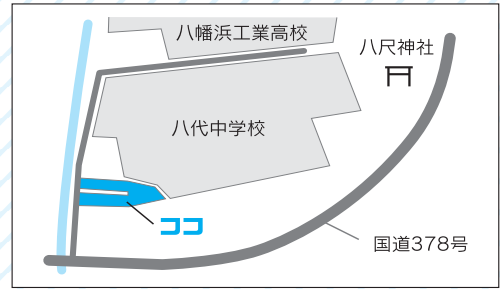 八幡浜工業高校
八尺神社
八代中学校
ココ
国道378号